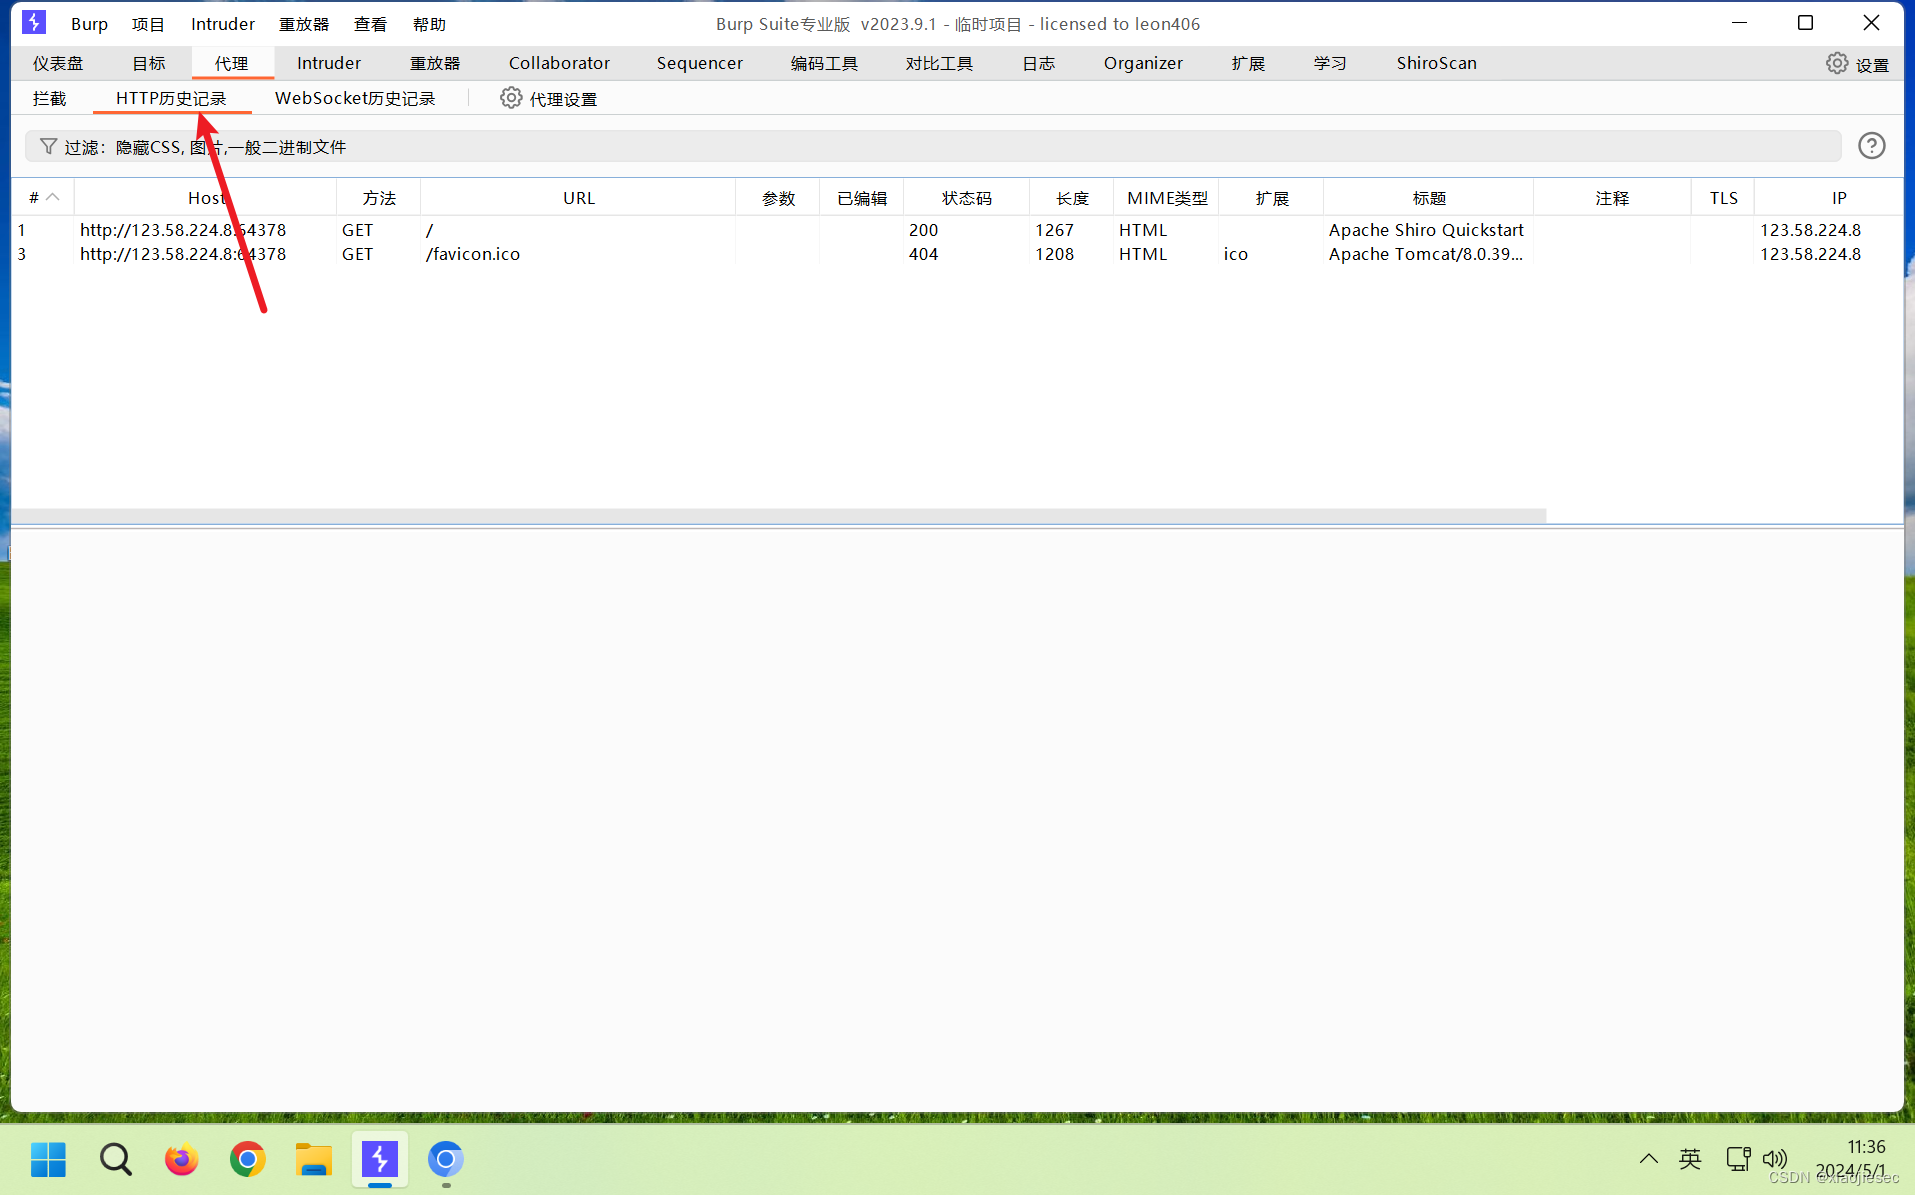 Burp 项目 Intruder 重放器 查看 帮助 Burp Suite专业版 v2023.9.1 - 临时项目 - licensed to leon406
仪表盘 目标 代理 Intruder 重放器 Collaborator Sequencer 编码工具 对比工具 日志 Organizer 扩展 学习 ShiroScan 设置
拦截 HTTP历史记录 WebSocket历史记录 代理设置
过滤：隐藏CSS, 图片,一般二进制文件
# Host 方法 URL 参数 已编辑 状态码 长度 MIME类型 扩展 标题 注释 TLS IP
1 http://123.58.224.8:64378 GET / 200 1267 HTML Apache Shiro Quickstart 123.58.224.8
3 http://123.58.224.8:64378 GET /favicon.ico 404 1208 HTML ico Apache Tomcat/8.0.39... 123.58.224.8
英 11:36
2024/5/1
CSDN @xiaojiesec